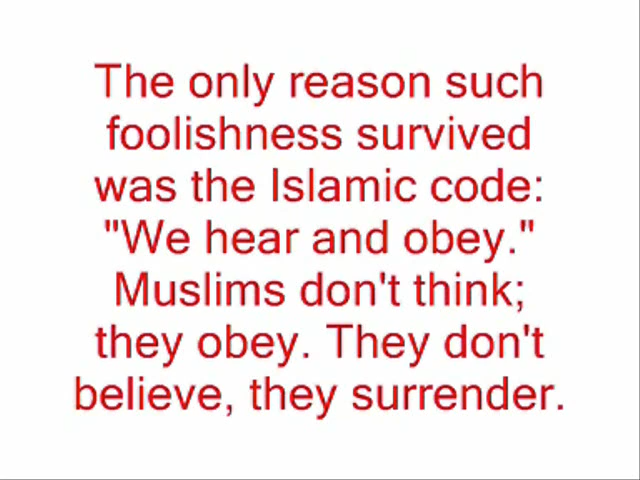 The only reason such
foolishness survived
was the Islamic code:
"We hear and obey."
Muslims don't think;
they obey. They don't
believe, they surrender.